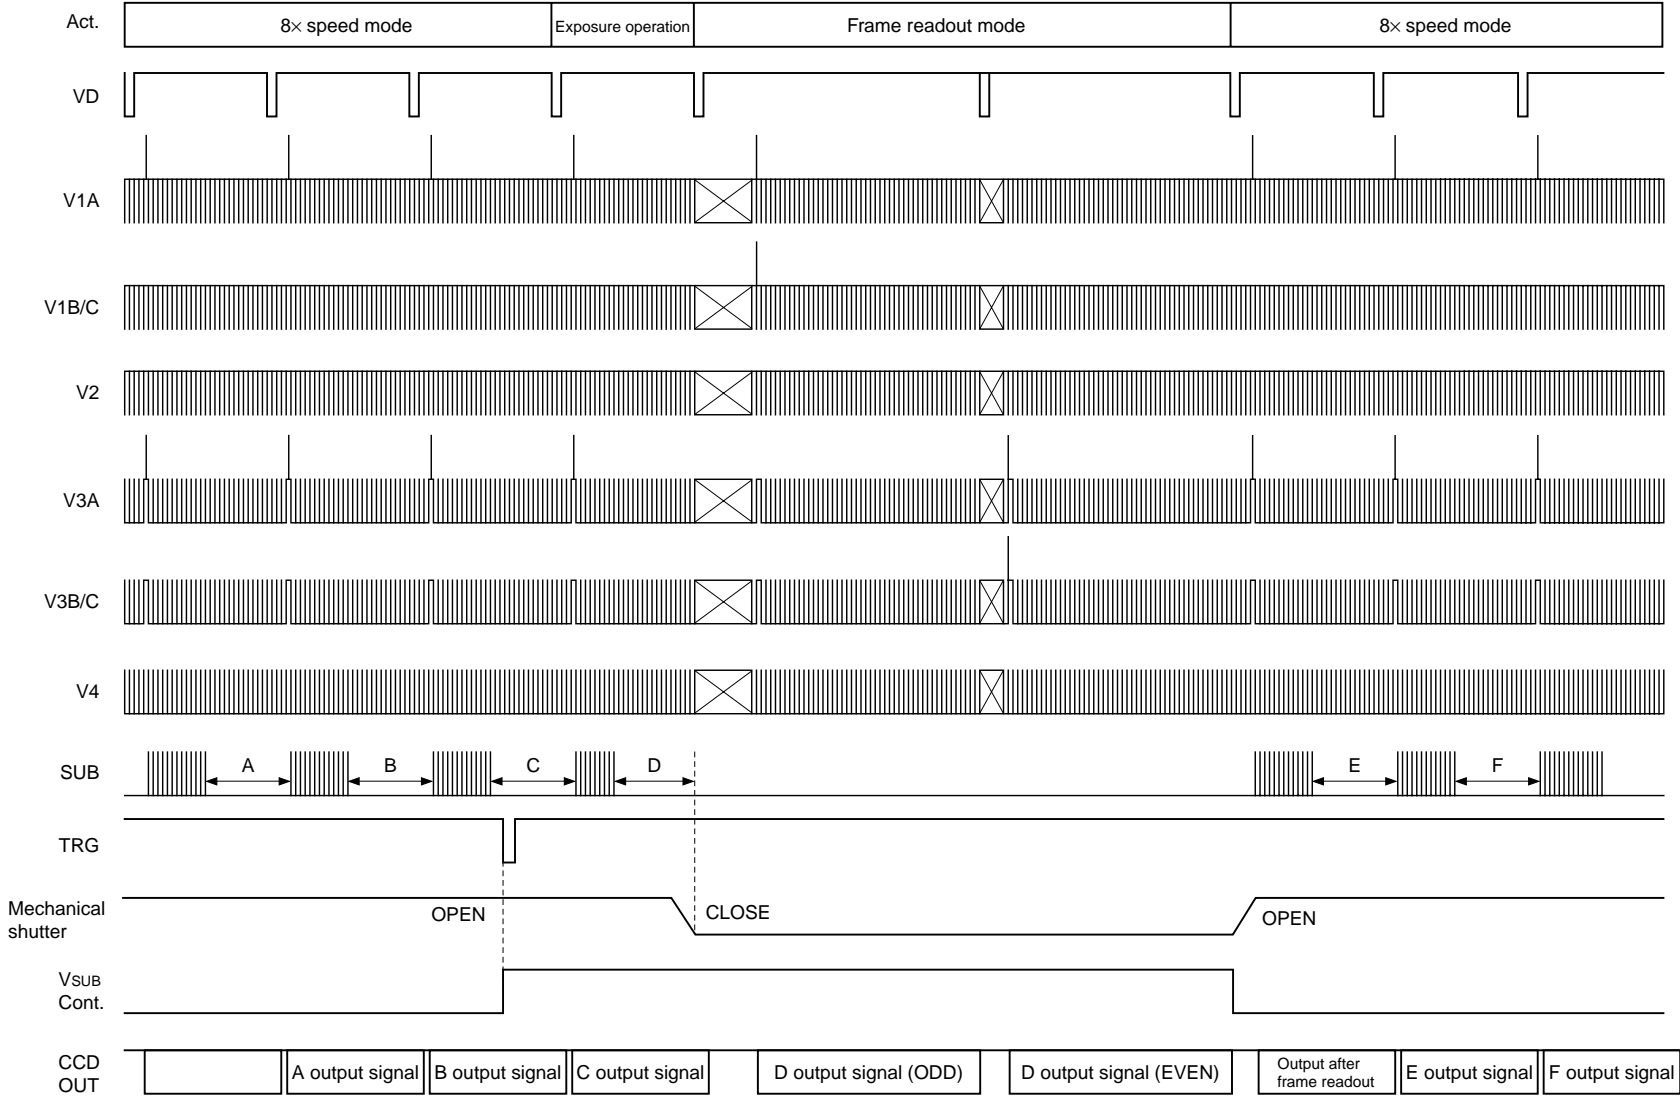 Act.
8× speed mode
Exposure operation
Frame readout mode
8× speed mode
VD
V1A
V1B/C
V2
V3A
V3B/C
V4
SUB
A
B
C
D
E
F
TRG
Mechanical
shutter
OPEN
CLOSE
OPEN
VSUB
Cont.
CCD
OUT
A output signal
B output signal
C output signal
D output signal (ODD)
D output signal (EVEN)
Output after
frame readout
E output signal
F output signal